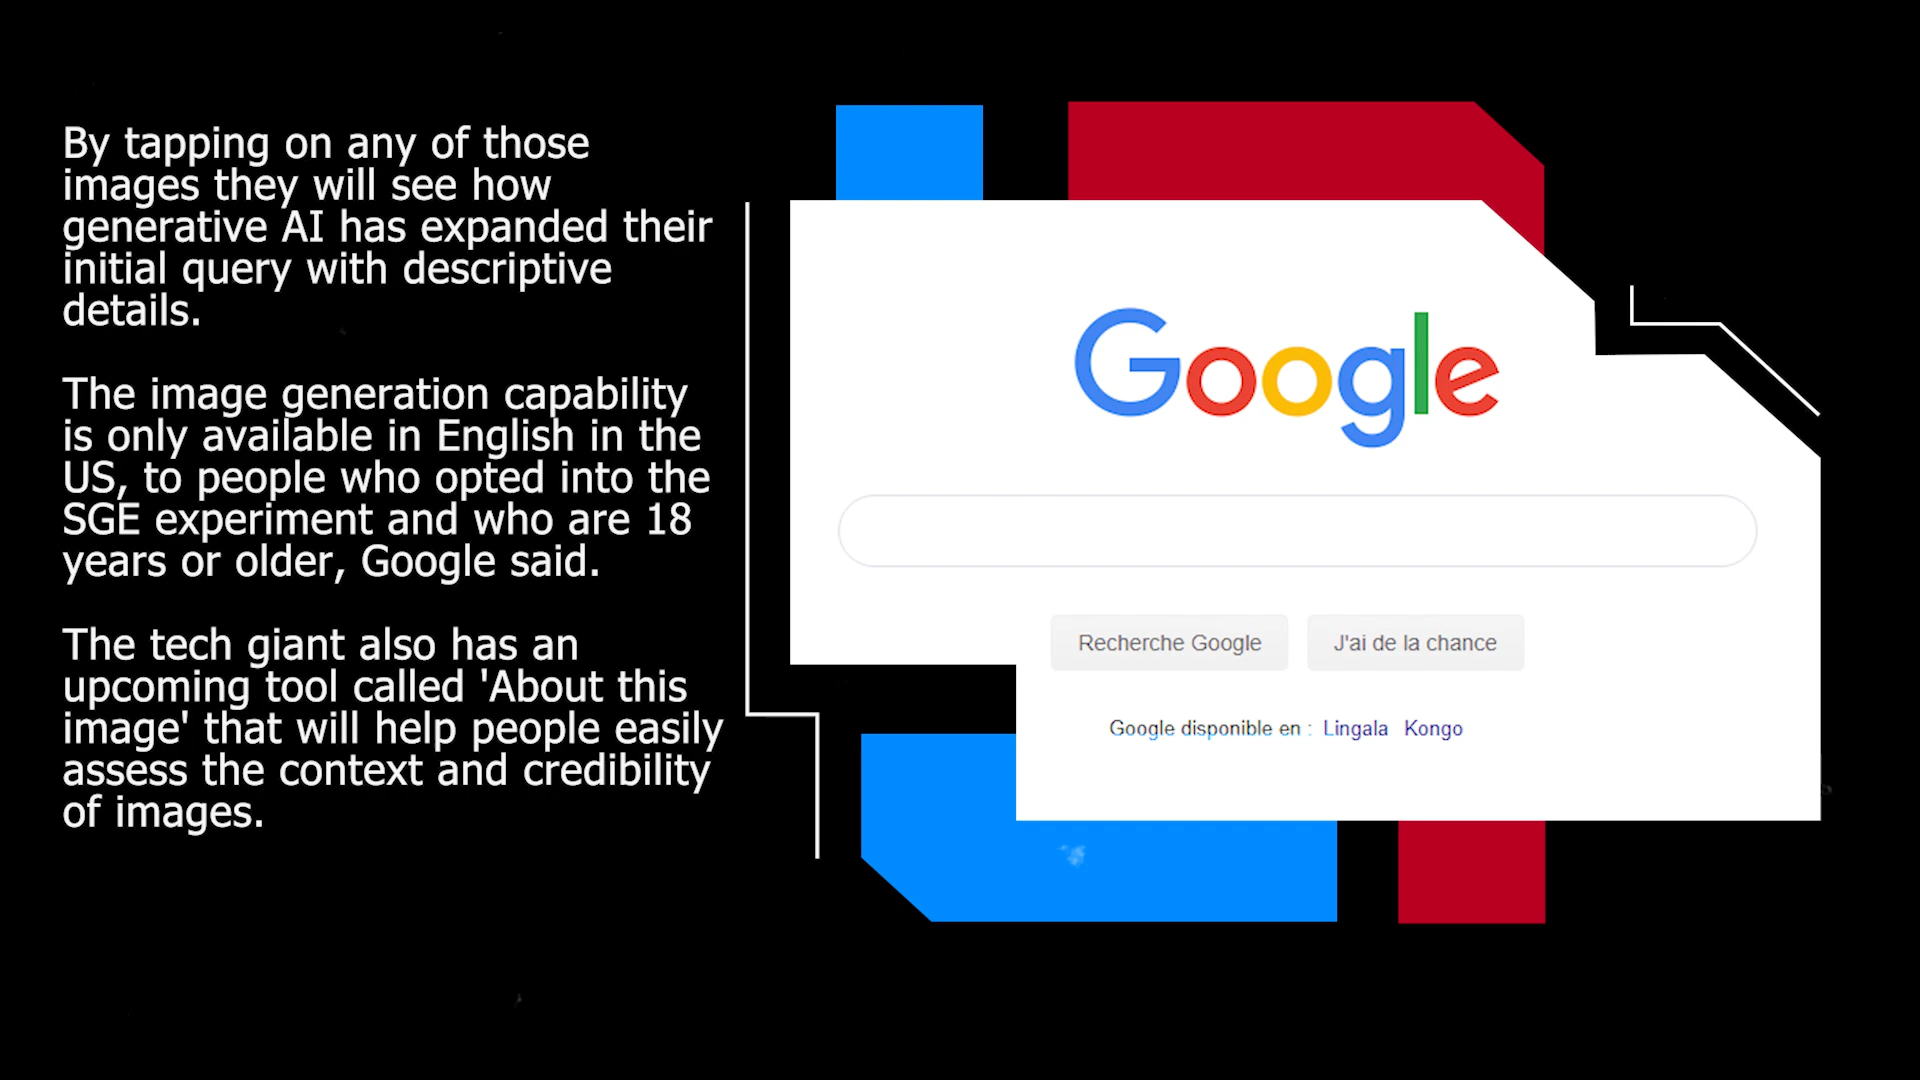 By tapping on any of those
images they will see how
generative AI has expanded their
initial query with descriptive
details.
The image generation capability
is only available in English in the
US, to people who opted into the
SGE experiment and who are 18
years or older, Google said.
The tech giant also has an
upcoming tool called 'About this
image' that will help people easily
assess the context and credibility
of images.
Google
Recherche Google
J'ai de la chance
Google disponible en : Lingala Kongo